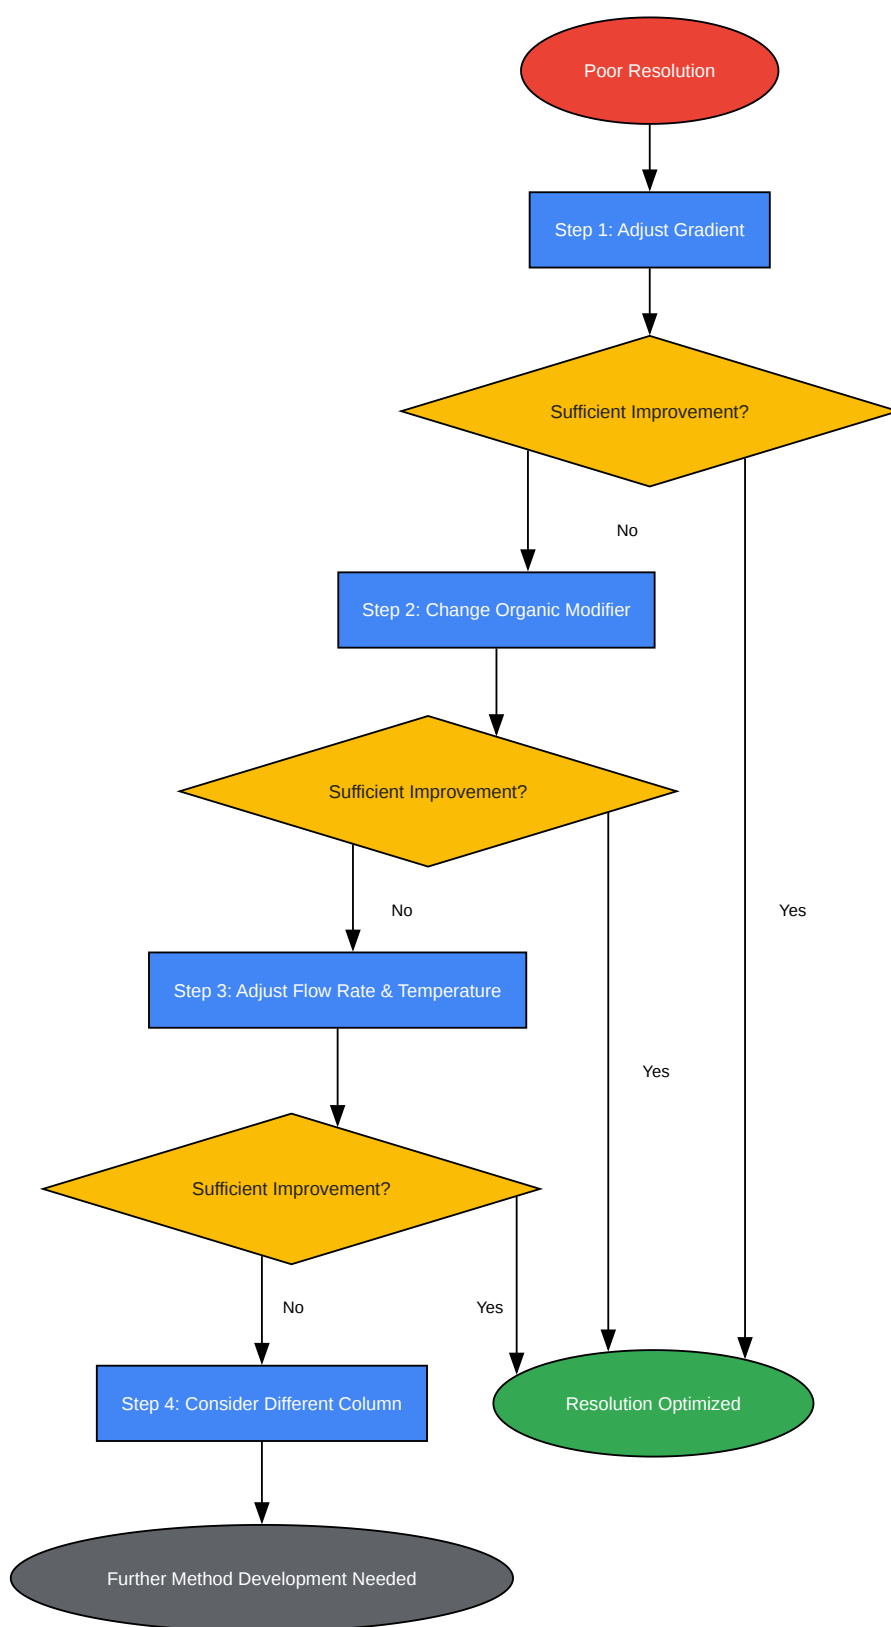 Poor Resolution
Step 1: Adjust Gradient
Sufficient Improvement?
No
Step 2: Change Organic Modifier
Sufficient Improvement?
No
Yes
Step 3: Adjust Flow Rate & Temperature
Yes
Sufficient Improvement?
No
Yes
Step 4: Consider Different Column
Resolution Optimized
Further Method Development Needed